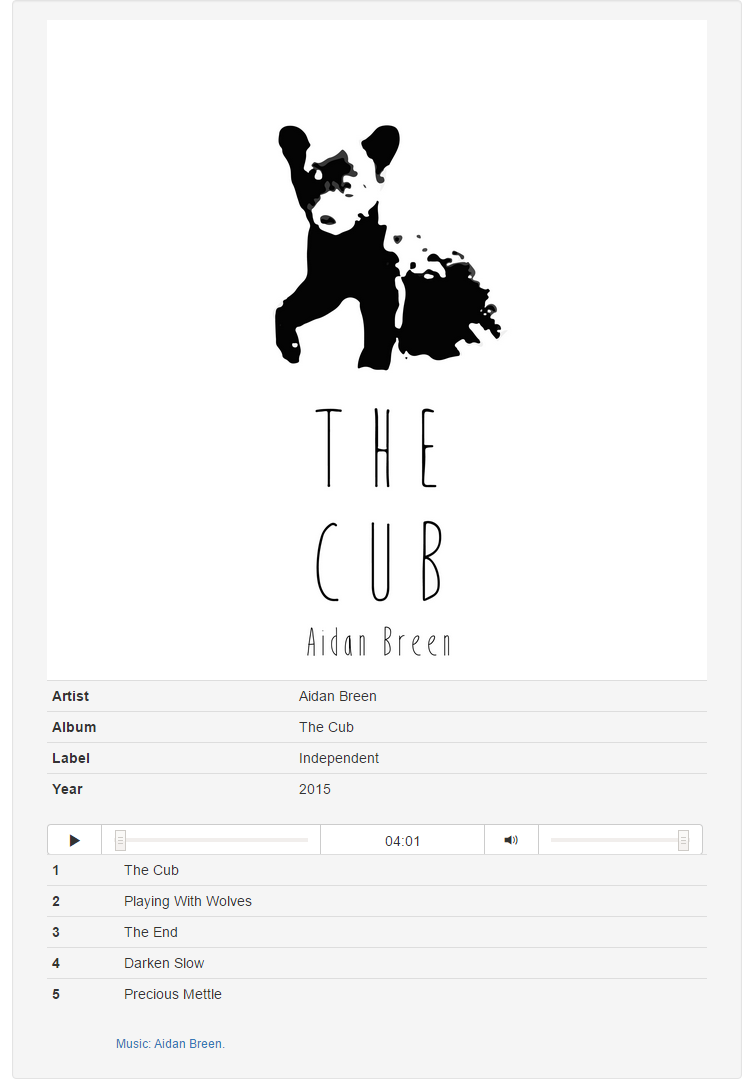 THE
CUB
Aidan Breen
Artist Aidan Breen
Album The Cub
Label Independent
Year 2015
04:01
1 The Cub
2 Playing With Wolves
3 The End
4 Darken Slow
5 Precious Mettle
Music: Aidan Breen.